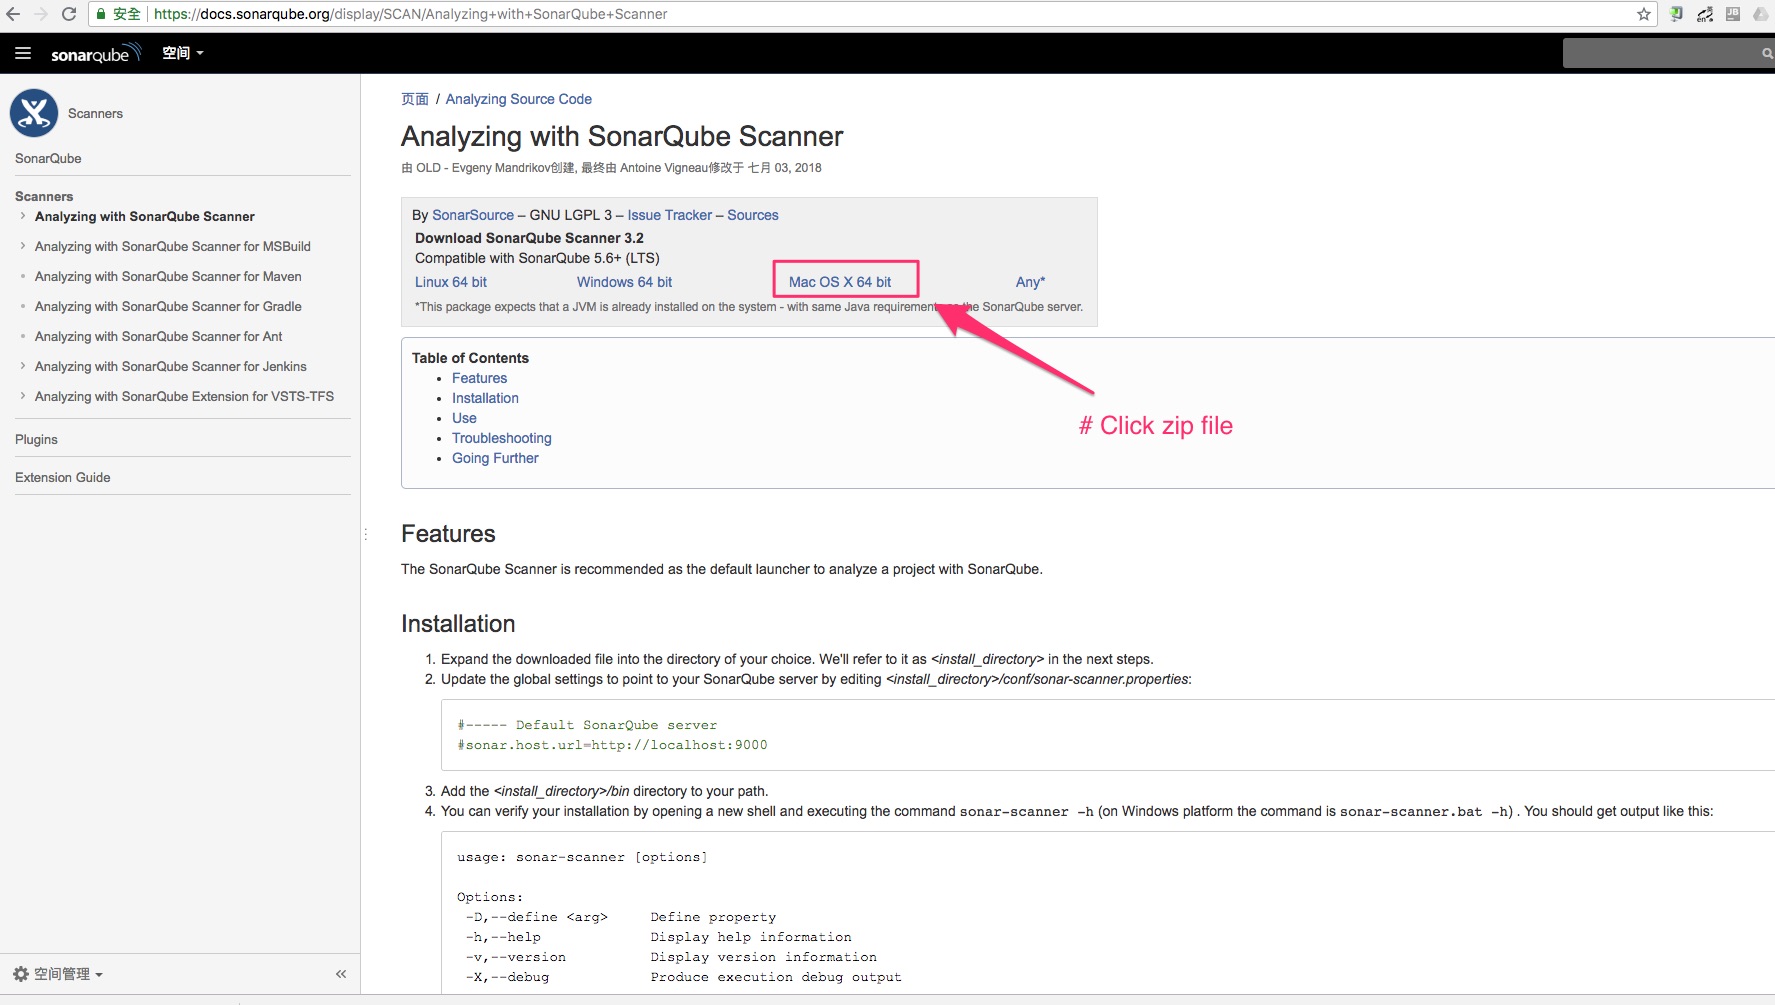 安全 https://docs.sonarqube.org/display/SCAN/Analyzing+with+SonarQube+Scanner
sonarqube 空间
Scanners
SonarQube
Scanners
Analyzing with SonarQube Scanner
Analyzing with SonarQube Scanner for MSBuild
Analyzing with SonarQube Scanner for Maven
Analyzing with SonarQube Scanner for Gradle
Analyzing with SonarQube Scanner for Ant
Analyzing with SonarQube Scanner for Jenkins
Analyzing with SonarQube Extension for VSTS-TFS
Plugins
Extension Guide
空间管理
页面 / Analyzing Source Code
Analyzing with SonarQube Scanner
由 OLD - Evgeny Mandrikov创建, 最终由 Antoine Vigneau修改于 七月 03, 2018
By SonarSource – GNU LGPL 3 – Issue Tracker – Sources
Download SonarQube Scanner 3.2
Compatible with SonarQube 5.6+ (LTS)
Linux 64 bit Windows 64 bit Mac OS X 64 bit Any*
*This package expects that a JVM is already installed on the system - with same Java requirement the SonarQube server.
# Click zip file
Table of Contents
• Features
• Installation
• Use
• Troubleshooting
• Going Further
Features
The SonarQube Scanner is recommended as the default launcher to analyze a project with SonarQube.
Installation
1. Expand the downloaded file into the directory of your choice. We'll refer to it as <install_directory> in the next steps.
2. Update the global settings to point to your SonarQube server by editing <install_directory>/conf/sonar-scanner.properties:
#----- Default SonarQube server
#sonar.host.url=http://localhost:9000
3. Add the <install_directory>/bin directory to your path.
4. You can verify your installation by opening a new shell and executing the command sonar-scanner -h (on Windows platform the command is sonar-scanner.bat -h) . You should get output like this:
usage: sonar-scanner [options]
Options:
-D,--define <arg> Define property
-h,--help Display help information
-v,--version Display version information
-X,--debug Produce execution debug output